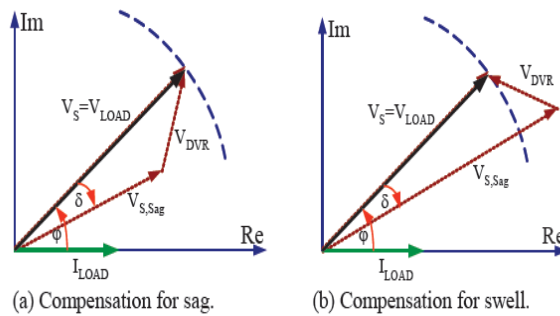 Im
V_S=V_LOAD
V_DVR
δ
V_S,Sag
φ
Re
I_LOAD
(a) Compensation for sag.
Im
V_DVR
V_S=V_LOAD
δ
V_S,Sag
φ
Re
I_LOAD
(b) Compensation for swell.